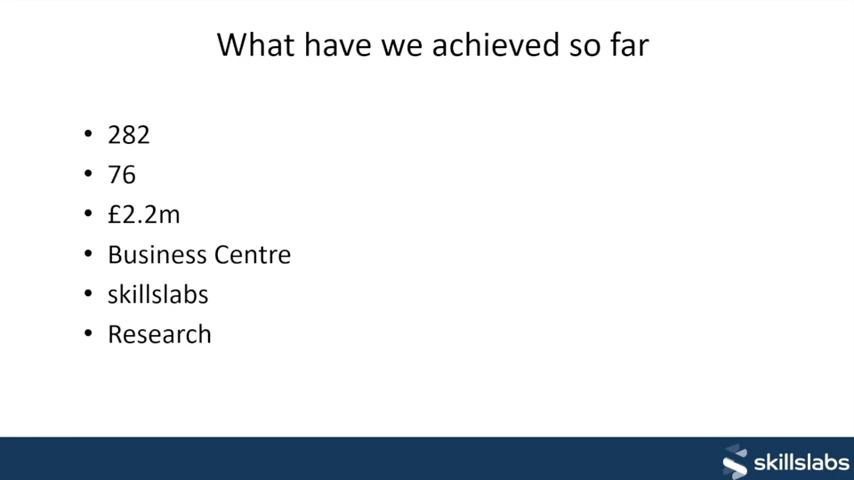 What have we achieved so far
• 282
• 76
• £2.2m
• Business Centre
• skillslabs
• Research
skillslabs